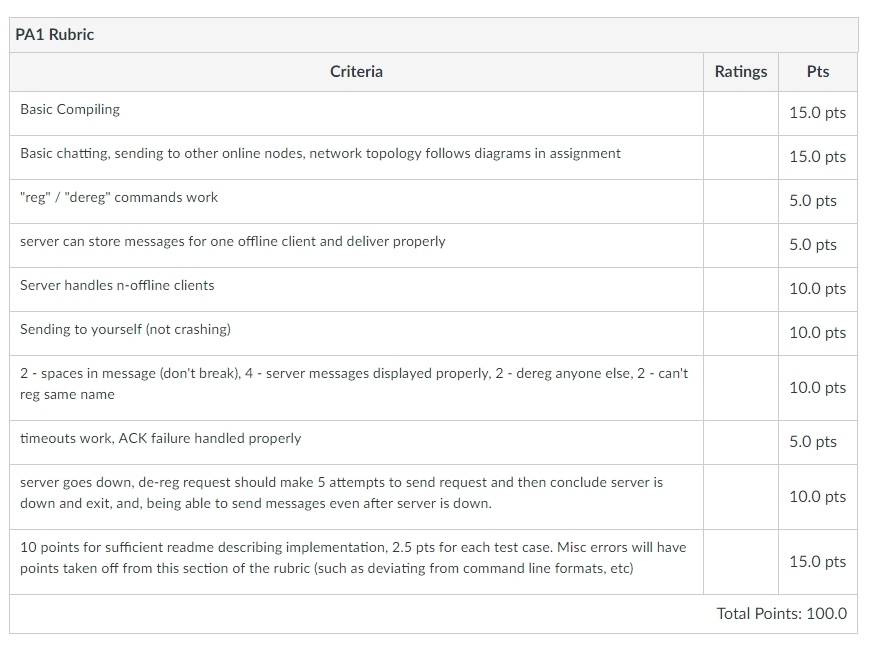 PA1 Rubric
Criteria Ratings Pts
Basic Compiling 15.0 pts
Basic chatting, sending to other online nodes, network topology follows diagrams in assignment 15.0 pts
"reg" / "dereg" commands work 5.0 pts
server can store messages for one offline client and deliver properly 5.0 pts
Server handles n-offline clients 10.0 pts
Sending to yourself (not crashing) 10.0 pts
2 - spaces in message (don't break), 4 - server messages displayed properly, 2 - dereg anyone else, 2 - can't
reg same name
10.0 pts
timeouts work, ACK failure handled properly 5.0 pts
server goes down, de-reg request should make 5 attempts to send request and then conclude server is
down and exit, and, being able to send messages even after server is down.
10.0 pts
10 points for sufficient readme describing implementation, 2.5 pts for each test case. Misc errors will have
points taken off from this section of the rubric (such as deviating from command line formats, etc)
15.0 pts
Total Points: 100.0